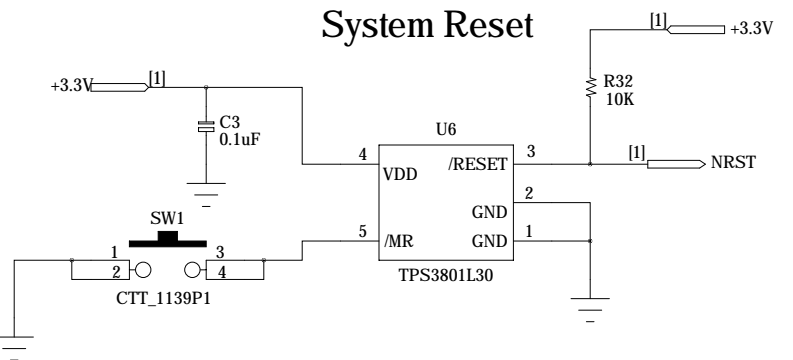 System Reset
[1]
+3.3V
+3.3V
[1]
R32
10K
C3
0.1uF
U6
4
VDD
/RESET
3
[1]
NRST
2
GND
SW1
5
/MR
GND
1
1
3
2
4
TPS3801L30
CTT_1139P1